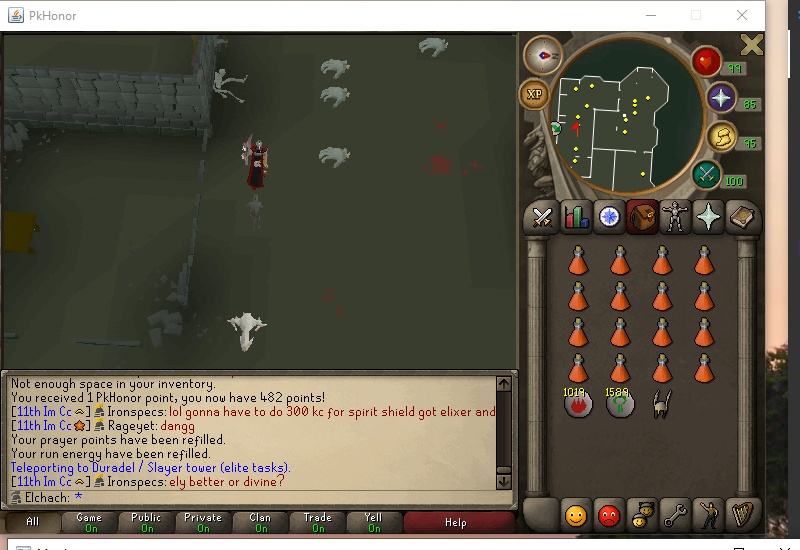 PkHonor
N
99
XP
85
95
100
Not enough space in your inventory.
You received 1 PkHonor point, you now have 482 points!
[11th Im Cc] Ironspecs: lol gonna have to do 300 kc for spirit shield got elixer and
[11th Im Cc] Rageyet: dangg
Your prayer points have been refilled.
Your run energy have been refilled.
Teleporting to Duradel / Slayer tower (elite tasks).
[11th Im Cc] Ironspecs: ely better or divine?
Elchach: *
1019 1589
All
Game On
Public On
Private On
Clan On
Trade On
Yell On
Help